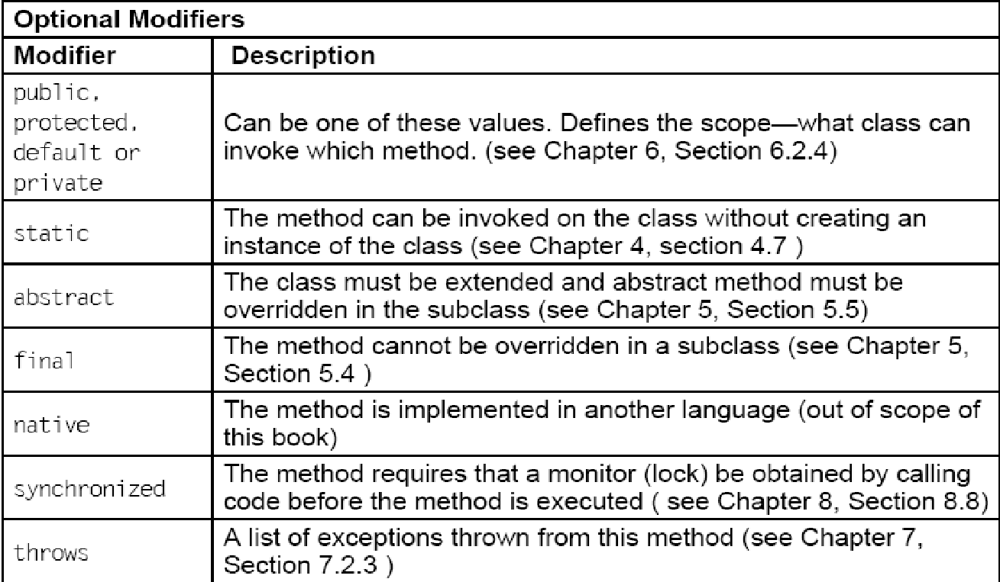 Optional Modifiers
Modifier Description
public,
protected,
default or
private
Can be one of these values. Defines the scope—what class can
invoke which method. (see Chapter 6, Section 6.2.4)
static
The method can be invoked on the class without creating an
instance of the class (see Chapter 4, section 4.7 )
abstract
The class must be extended and abstract method must be
overridden in the subclass (see Chapter 5, Section 5.5)
final
The method cannot be overridden in a subclass (see Chapter 5,
Section 5.4 )
native
The method is implemented in another language (out of scope of
this book)
synchronized
The method requires that a monitor (lock) be obtained by calling
code before the method is executed ( see Chapter 8, Section 8.8)
throws
A list of exceptions thrown from this method (see Chapter 7,
Section 7.2.3 )